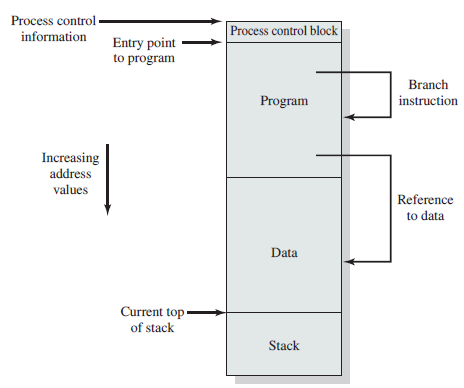 Process control
information
Process control block
Entry point
to program
Branch
instruction
Program
Increasing
address
values
Reference
to data
Data
Current top
of stack
Stack